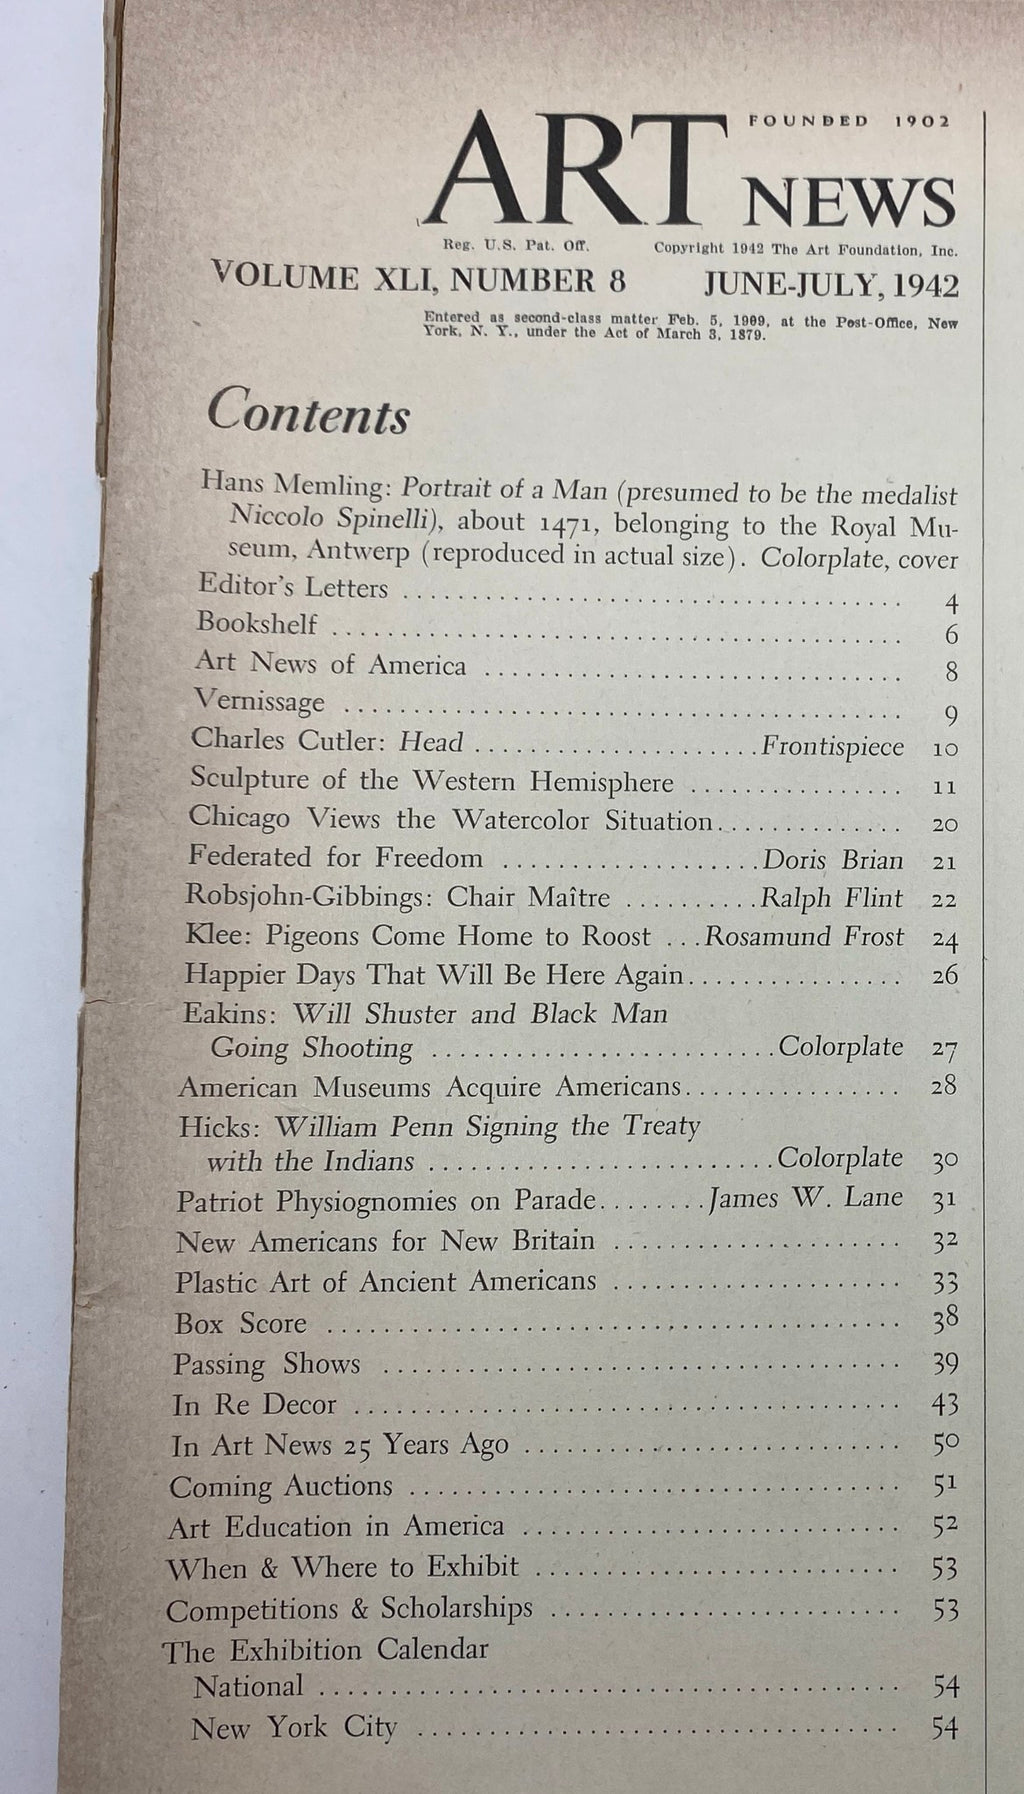 ART NEWS
FOUNDED 1902
Reg. U.S. Pat. Off. Copyright 1942 The Art Foundation, Inc.
VOLUME XLI, NUMBER 8 JUNE-JULY, 1942
Entered as second-class matter Feb. 5, 1909, at the Post-Office, New
York, N. Y., under the Act of March 3, 1879.
Contents
Hans Memling: Portrait of a Man (presumed to be the medalist
Niccolo Spinelli), about 1471, belonging to the Royal Mu-
seum, Antwerp (reproduced in actual size). Colorplate, cover
Editor's Letters 4
Bookshelf 6
Art News of America 8
Vernissage 9
Charles Cutler: Head Frontispiece 10
Sculpture of the Western Hemisphere 11
Chicago Views the Watercolor Situation 20
Federated for Freedom Doris Brian 21
Robsjohn-Gibbings: Chair Maître Ralph Flint 22
Klee: Pigeons Come Home to Roost Rosamund Frost 24
Happier Days That Will Be Here Again 26
Eakins: Will Shuster and Black Man
Going Shooting Colorplate 27
American Museums Acquire Americans 28
Hicks: William Penn Signing the Treaty
with the Indians Colorplate 30
Patriot Physiognomies on Parade James W. Lane 31
New Americans for New Britain 32
Plastic Art of Ancient Americans 33
Box Score 38
Passing Shows 39
In Re Decor 43
In Art News 25 Years Ago 50
Coming Auctions 51
Art Education in America 52
When & Where to Exhibit 53
Competitions & Scholarships 53
The Exhibition Calendar
National 54
New York City 54